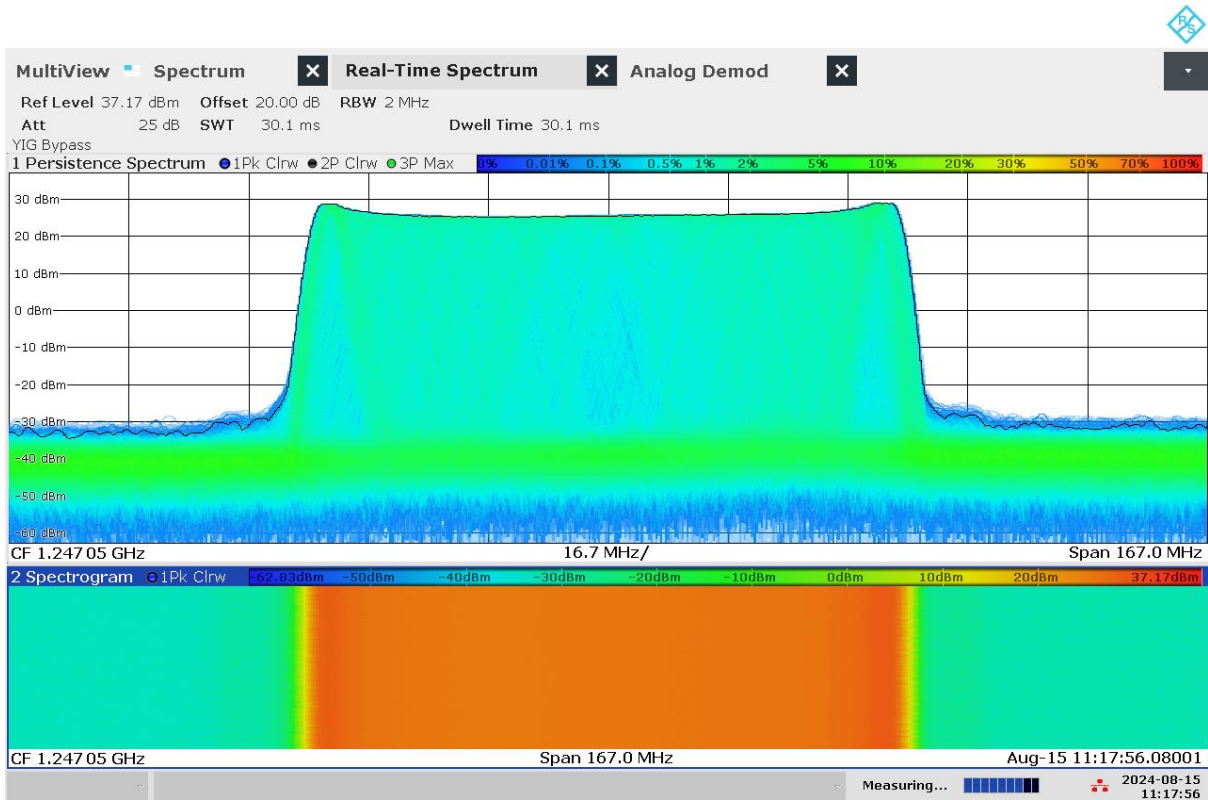 R&S
MultiView Spectrum X Real-Time Spectrum X Analog Demod X
Ref Level 37.17 dBm Offset 20.00 dB RBW 2 MHz
Att 25 dB SWT 30.1 ms Dwell Time 30.1 ms
YIG Bypass
1 Persistence Spectrum 1Pk Clrw 2P Clrw 3P Max 0% 0.01% 0.1% 0.5% 1% 2% 5% 10% 20% 30% 50% 70% 100%
30 dBm
20 dBm
10 dBm
0 dBm
-10 dBm
-20 dBm
-30 dBm
-40 dBm
-50 dBm
-60 dBm
CF 1.247 05 GHz 16.7 MHz/ Span 167.0 MHz
2 Spectrogram 1Pk Clrw -62.83dBm -50dBm -40dBm -30dBm -20dBm -10dBm 0dBm 10dBm 20dBm 37.17dBm
CF 1.247 05 GHz Span 167.0 MHz Aug-15 11:17:56.08001
Measuring... 2024-08-15
11:17:56